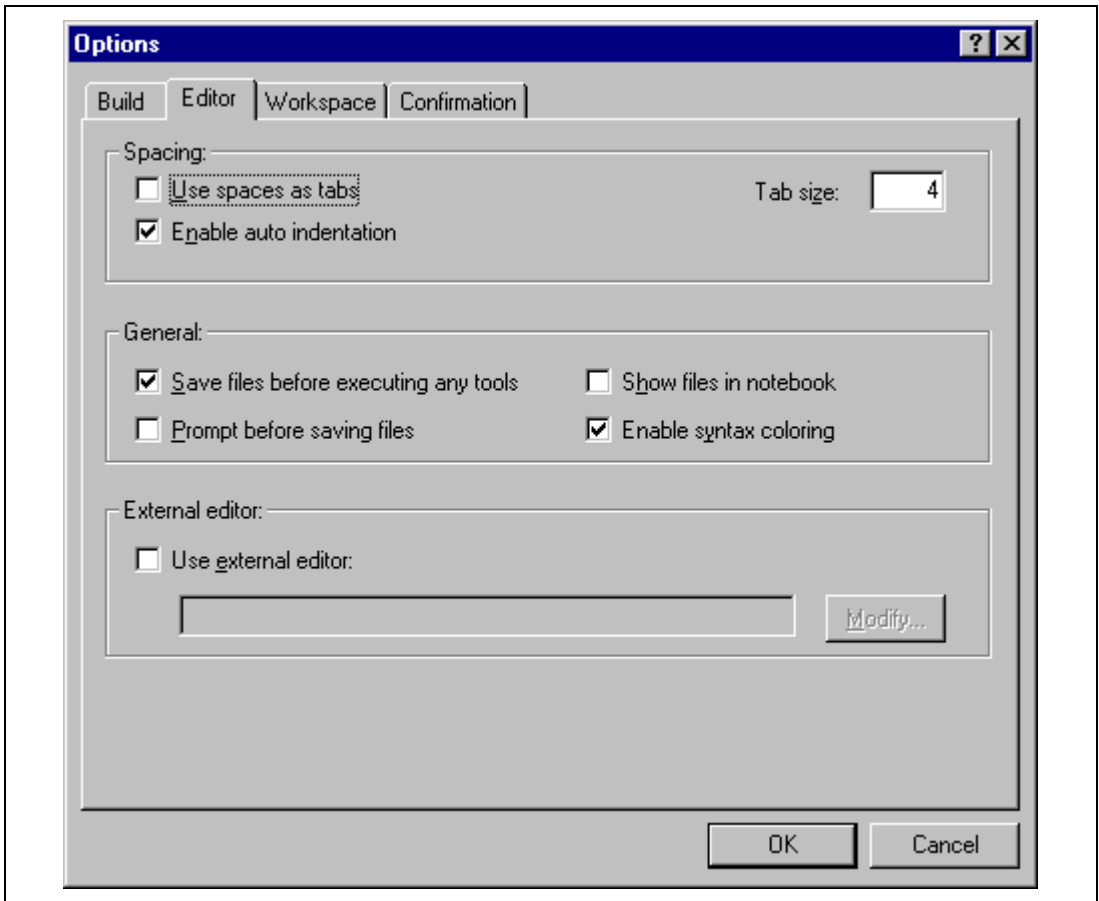 Options
Build Editor Workspace Confirmation
Spacing:
Use spaces as tabs Tab size: 4
Enable auto indentation
General:
Save files before executing any tools Show files in notebook
Prompt before saving files Enable syntax coloring
External editor:
Use external editor:
Modify...
OK Cancel